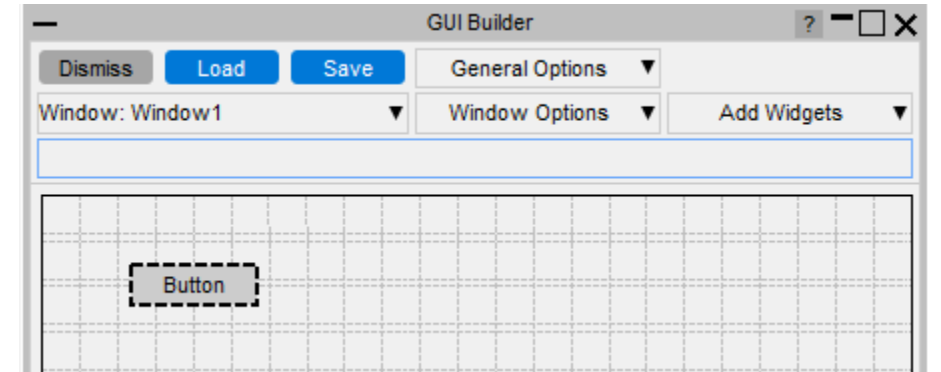 GUI Builder ?
Dismiss Load Save General Options
Window: Window1 Window Options Add Widgets
Button